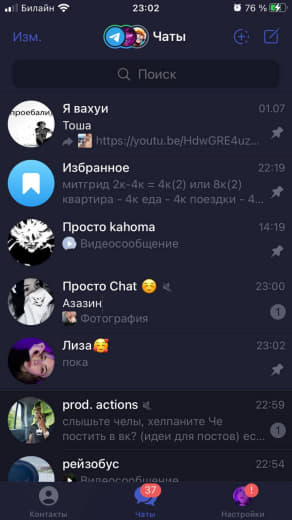 Билайн
23:02
76 %
Изм.
Чаты
Поиск
проебали
Я вахуи
01.07
Тоша
https://youtu.be/HdwGRE4uz...
Избранное
22:19
митгрид 2к-4к = 4к(2) или 8к(2)
квартира - 4к еда - 4к поездки - 4...
Просто kahoma
14:19
Видеосообщение
Просто Chat ☺️
23:00
Азазин
Фотография
1
Лиза🥰
23:02
пока
prod. actions
22:59
слышьте челы, хелпаните Че
постить в вк? (идеи для постов) ес...
1
рейзобус
22:54
Видеосообщение
37
!
Контакты
Чаты
Настройки